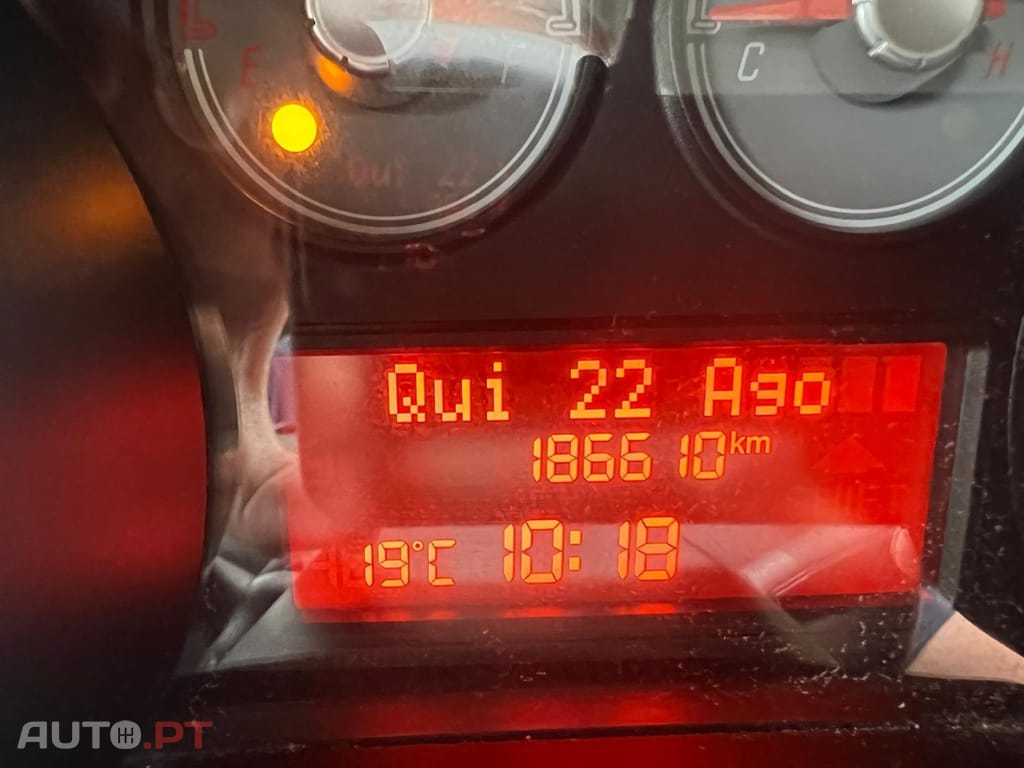 E
C
H
Qui 22 Ago
186610 km
19°C 10:18
AUTO.PT